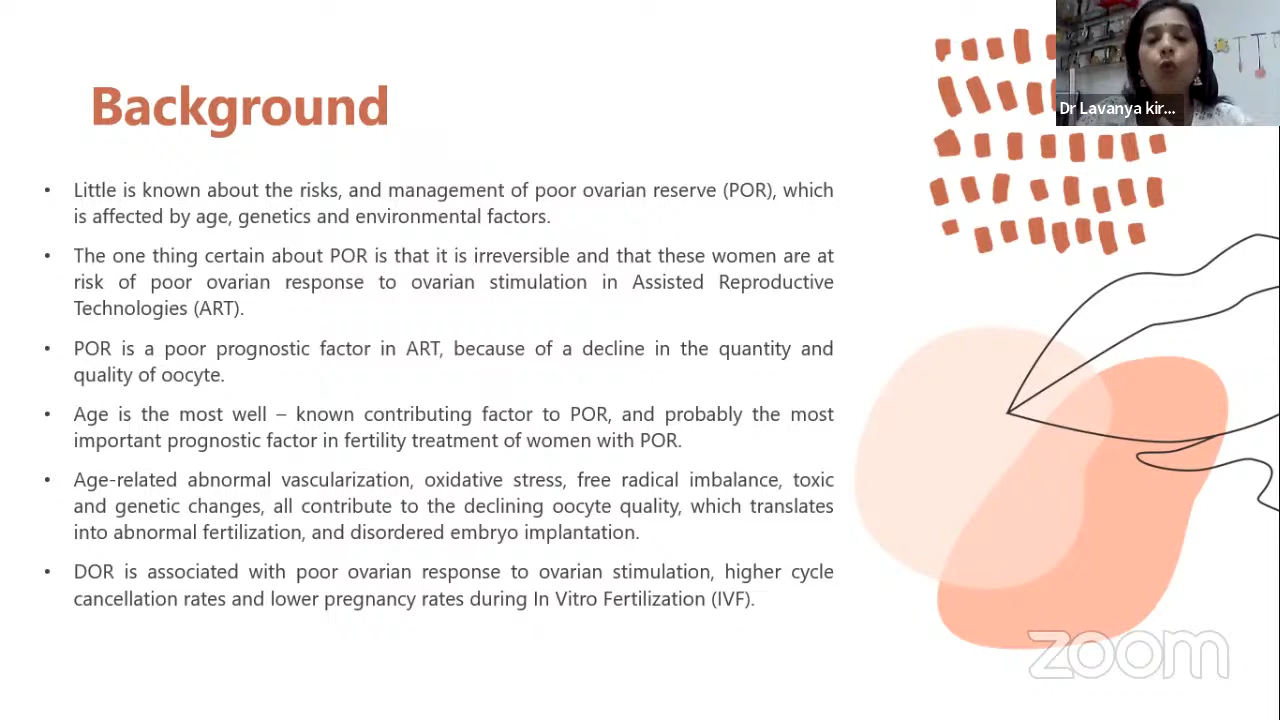 Background
Dr Lavanya kir...
• Little is known about the risks, and management of poor ovarian reserve (POR), which
is affected by age, genetics and environmental factors.
• The one thing certain about POR is that it is irreversible and that these women are at
risk of poor ovarian response to ovarian stimulation in Assisted Reproductive
Technologies (ART).
• POR is a poor prognostic factor in ART, because of a decline in the quantity and
quality of oocyte.
• Age is the most well – known contributing factor to POR, and probably the most
important prognostic factor in fertility treatment of women with POR.
• Age-related abnormal vascularization, oxidative stress, free radical imbalance, toxic
and genetic changes, all contribute to the declining oocyte quality, which translates
into abnormal fertilization, and disordered embryo implantation.
• DOR is associated with poor ovarian response to ovarian stimulation, higher cycle
cancellation rates and lower pregnancy rates during In Vitro Fertilization (IVF).
zoom